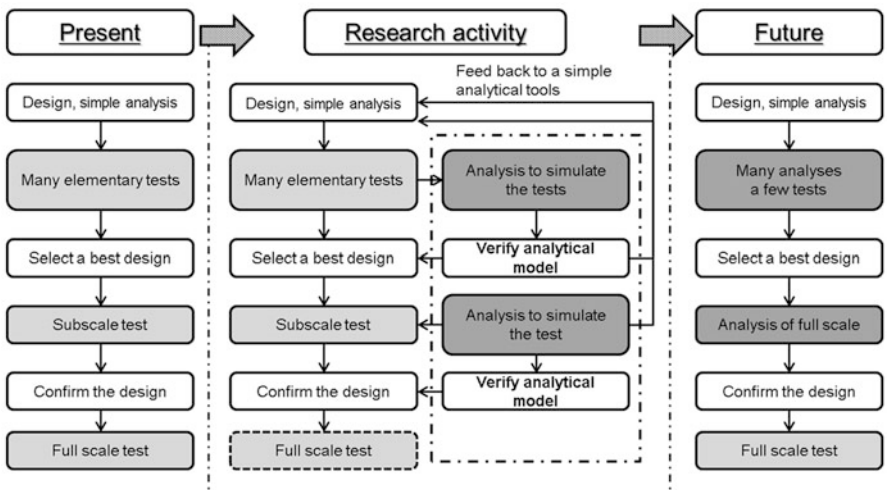 Present
Design, simple analysis
Many elementary tests
Select a best design
Subscale test
Confirm the design
Full scale test
Research activity
Feed back to a simple
analytical tools
Design, simple analysis
Many elementary tests
Select a best design
Subscale test
Confirm the design
Full scale test
Analysis to simulate
the tests
Verify analytical
model
Analysis to simulate
the test
Verify analytical
model
Future
Design, simple analysis
Many analyses
a few tests
Select a best design
Analysis of full scale
Confirm the design
Full scale test